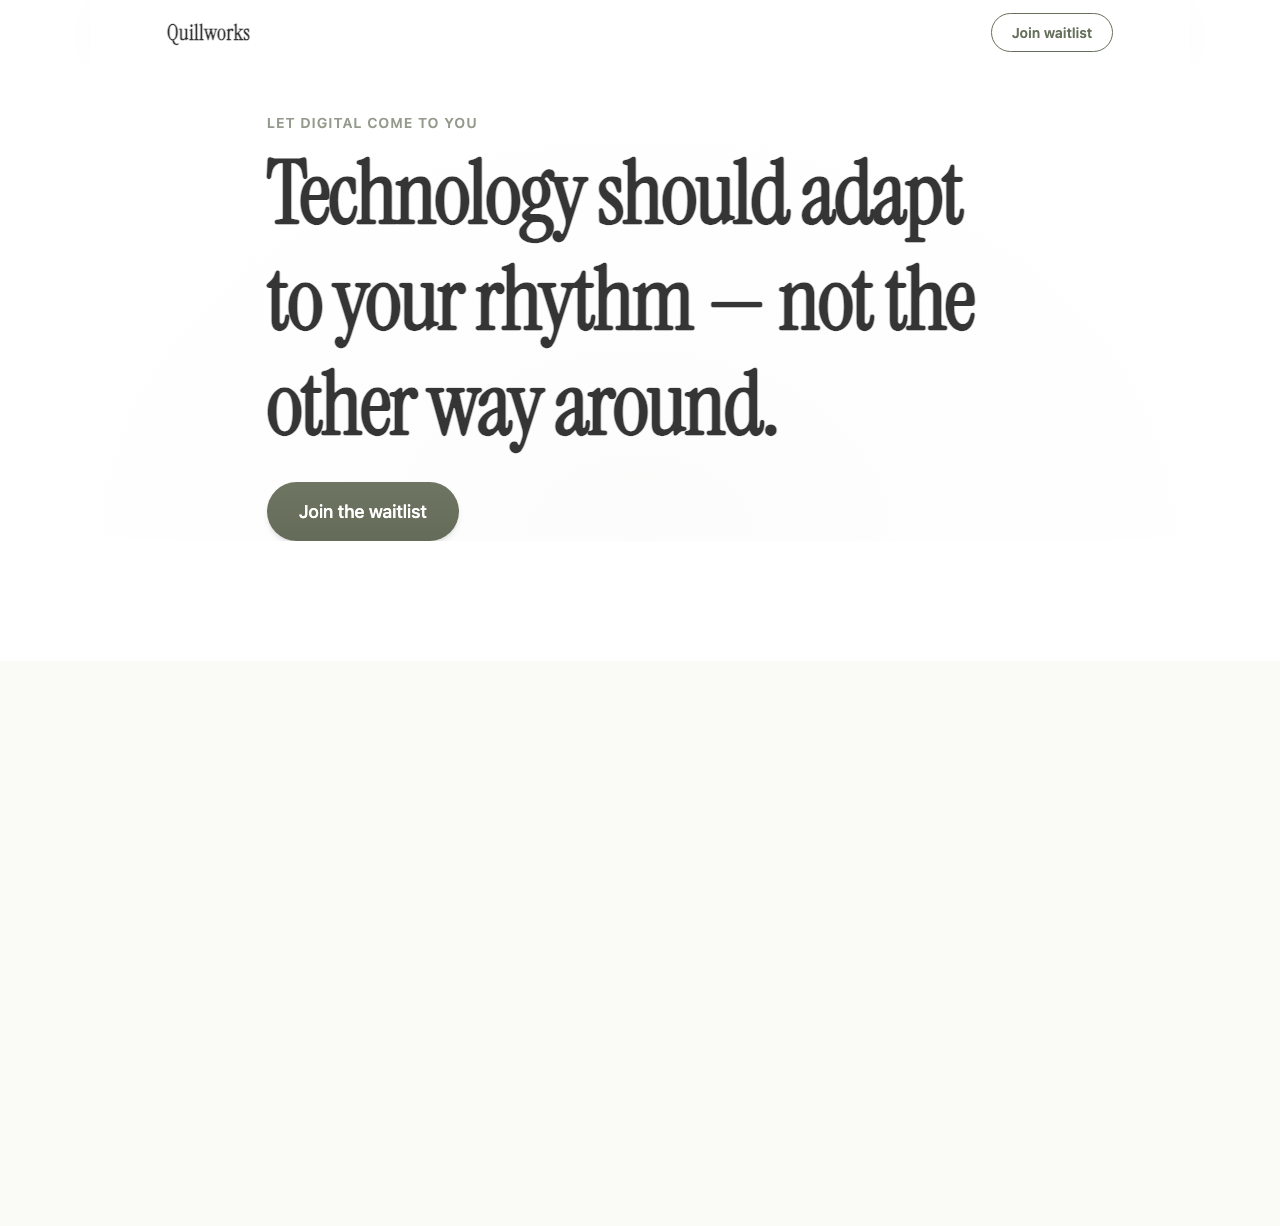 Quillworks
Join waitlist
LET DIGITAL COME TO YOU
Technology should adapt
to your rhythm — not the
other way around.
Join the waitlist